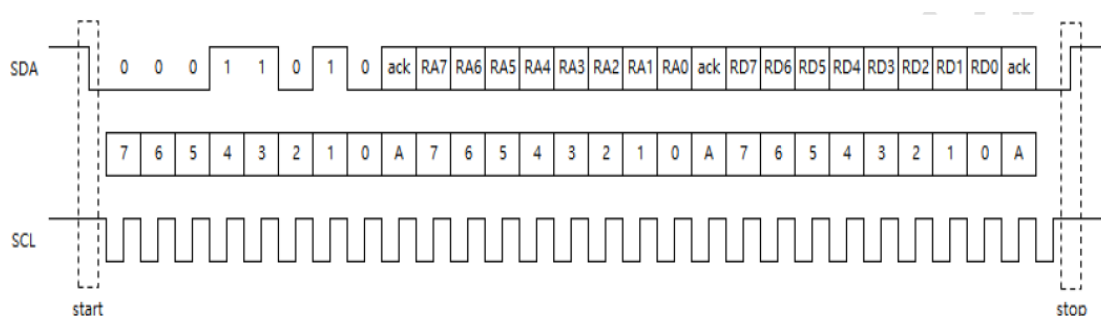 SDA 0 0 0 1 1 0 1 0 ack RA7 RA6 RA5 RA4 RA3 RA2 RA1 RA0 ack RD7 RD6 RD5 RD4 RD3 RD2 RD1 RD0 ack
7 6 5 4 3 2 1 0 A 7 6 5 4 3 2 1 0 A 7 6 5 4 3 2 1 0 A
SCL
start stop